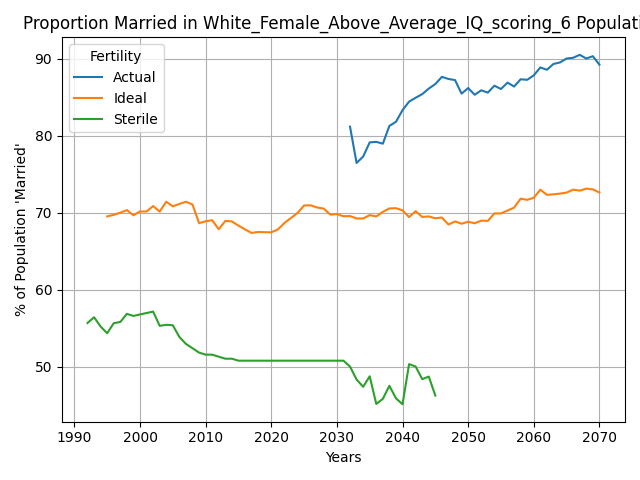 Proportion Married in White_Female_Above_Average_IQ_scoring_6 Populati
Fertility
Actual
Ideal
Sterile
% of Population 'Married'
90
80
70
60
50
1990 2000 2010 2020 2030 2040 2050 2060 2070
Years